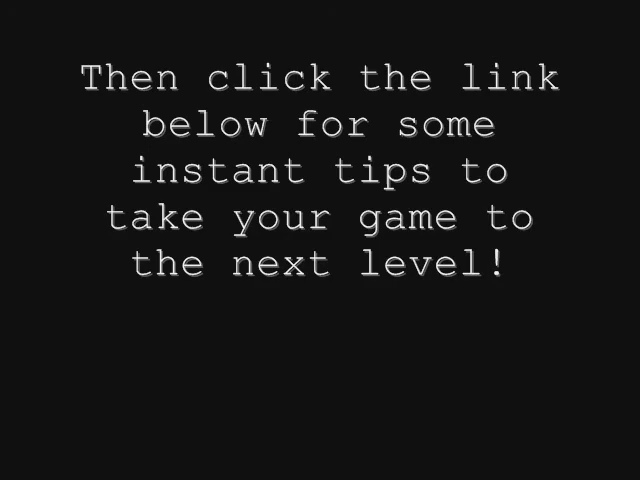 Then click the link
below for some
instant tips to
take your game to
the next level!